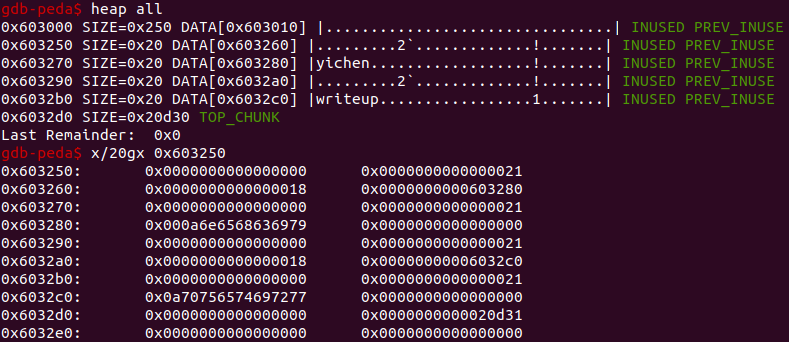 gdb-peda$ heap all
0x603000 SIZE=0x250 DATA[0x603010] |................................| INUSED PREV_INUSE
0x603250 SIZE=0x20 DATA[0x603260] |.........2`.............!.......| INUSED PREV_INUSE
0x603270 SIZE=0x20 DATA[0x603280] |yichen..................!.......| INUSED PREV_INUSE
0x603290 SIZE=0x20 DATA[0x6032a0] |.........2`.............!.......| INUSED PREV_INUSE
0x6032b0 SIZE=0x20 DATA[0x6032c0] |writeup.................1.......| INUSED PREV_INUSE
0x6032d0 SIZE=0x20d30 TOP_CHUNK
Last Remainder:  0x0
gdb-peda$ x/20gx 0x603250
0x603250:	0x0000000000000000	0x0000000000000021
0x603260:	0x0000000000000018	0x0000000000603280
0x603270:	0x0000000000000000	0x0000000000000021
0x603280:	0x000a6e6568636979	0x0000000000000000
0x603290:	0x0000000000000000	0x0000000000000021
0x6032a0:	0x0000000000000018	0x00000000006032c0
0x6032b0:	0x0000000000000000	0x0000000000000021
0x6032c0:	0x0a70756574697277	0x0000000000000000
0x6032d0:	0x0000000000000000	0x0000000000020d31
0x6032e0:	0x0000000000000000	0x0000000000000000